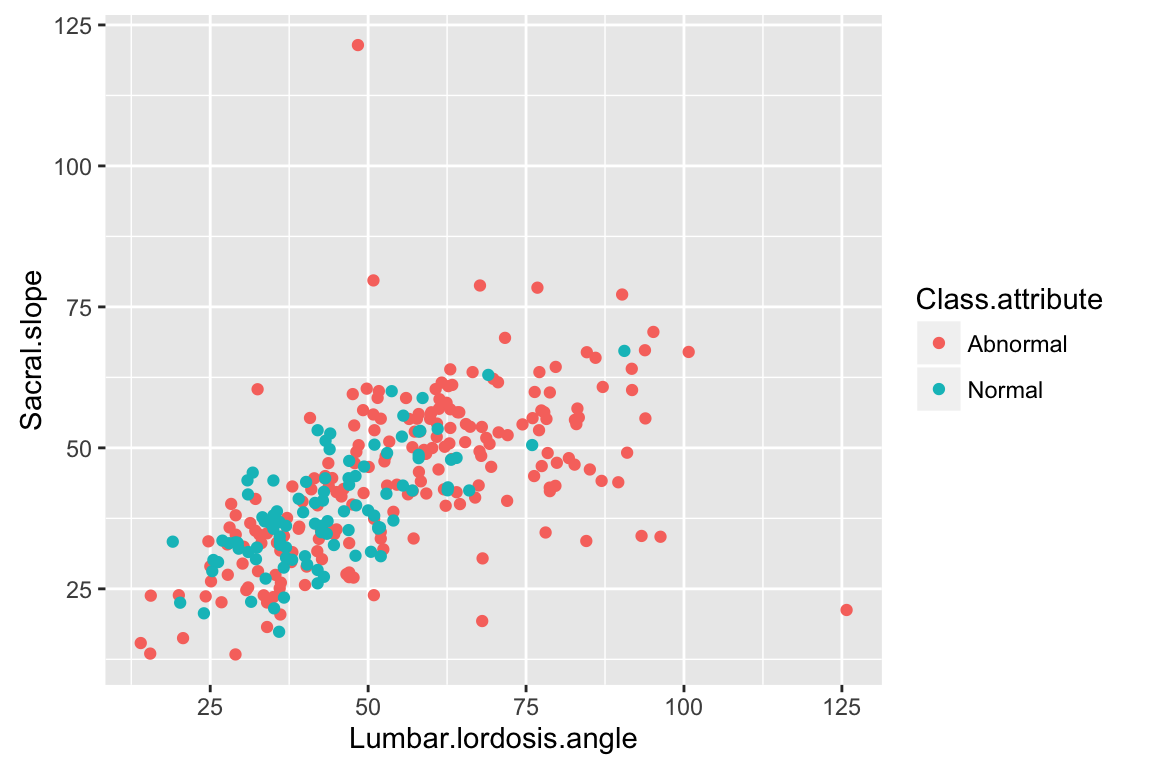 125
100
75
50
25
Sacral.slope
25 50 75 100 125
Lumbar.lordosis.angle
Class.attribute
Abnormal
Normal